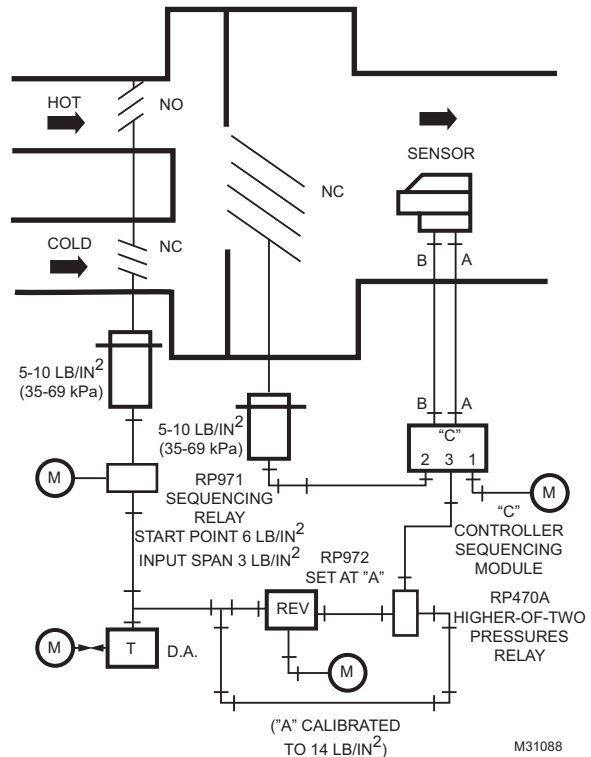 HOT
NO
SENSOR
NC
COLD
NC
B
A
5-10 LB/IN²
(35-69 kPa)
5-10 LB/IN²
(35-69 kPa)
B
A
"C"
2 3 1
M
RP971
SEQUENCING
RELAY
START POINT 6 LB/IN²
INPUT SPAN 3 LB/IN²
M
"C"
CONTROLLER
SEQUENCING
MODULE
RP972
SET AT "A"
REV
RP470A
HIGHER-OF-TWO
PRESSURES
RELAY
M
T
D.A.
M
("A" CALIBRATED
TO 14 LB/IN²)
M31088